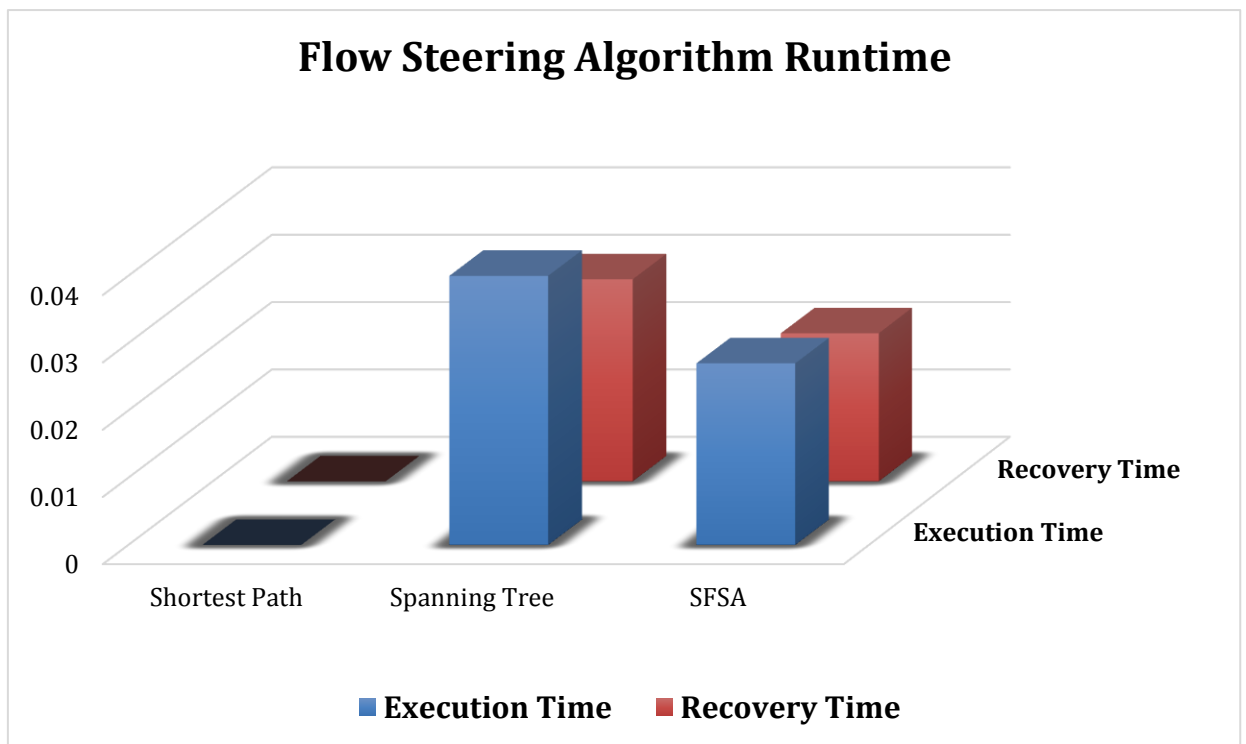 Flow Steering Algorithm Runtime
0.04
0.03
0.02
0.01
0
Recovery Time
Execution Time
Shortest Path
Spanning Tree
SFSA
Execution Time
Recovery Time